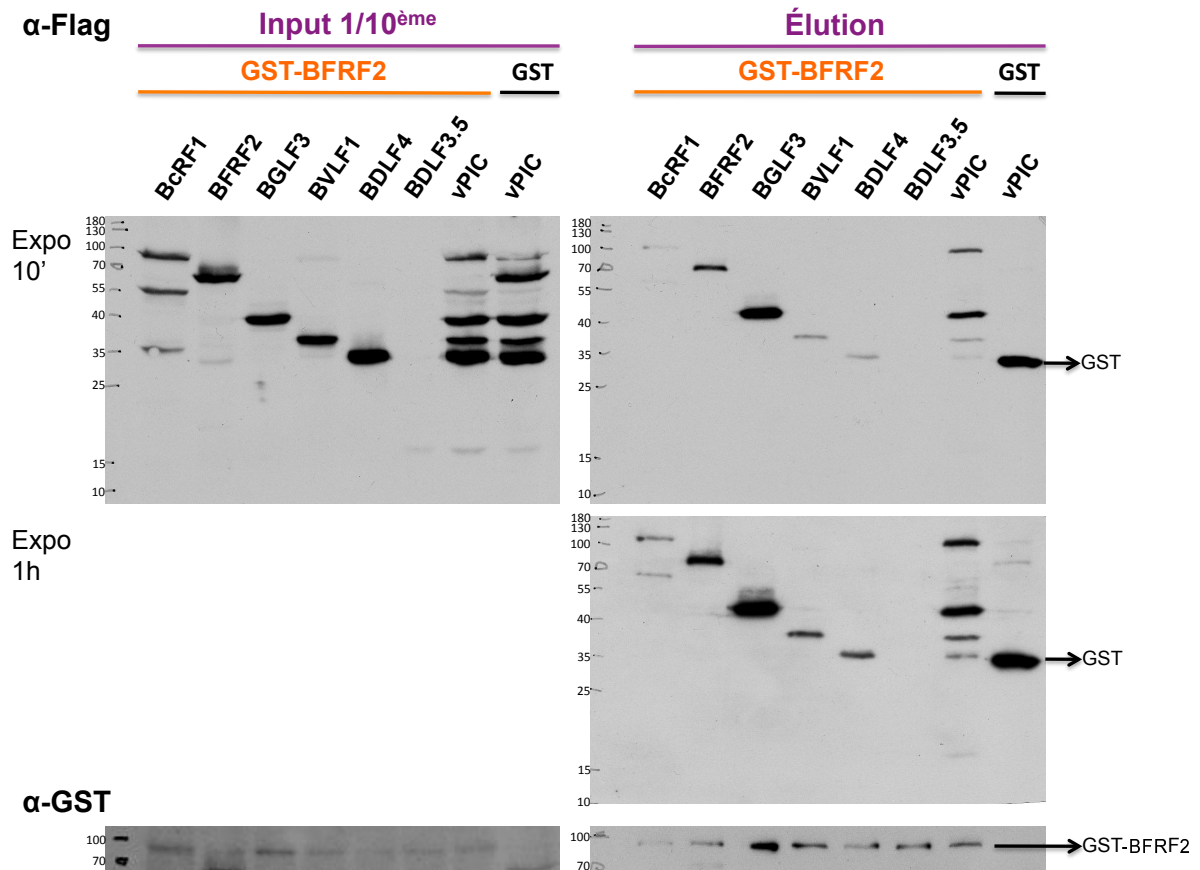 α-Flag
Input 1/10ème
Élution
GST-BFRF2
GST
GST-BFRF2
GST
BcRF1
BFRF2
BGLF3
BVLF1
BDLF4
BDLF3.5
vPIC
vPIC
BcRF1
BFRF2
BGLF3
BVLF1
BDLF4
BDLF3.5
vPIC
vPIC
Expo
10’
180
130
100
70
55
40
35
25
15
10
180
130
100
70
55
40
35
25
15
10
GST
Expo
1h
180
130
100
70
55
40
35
25
15
10
GST
α-GST
100
70
100
70
GST-BFRF2